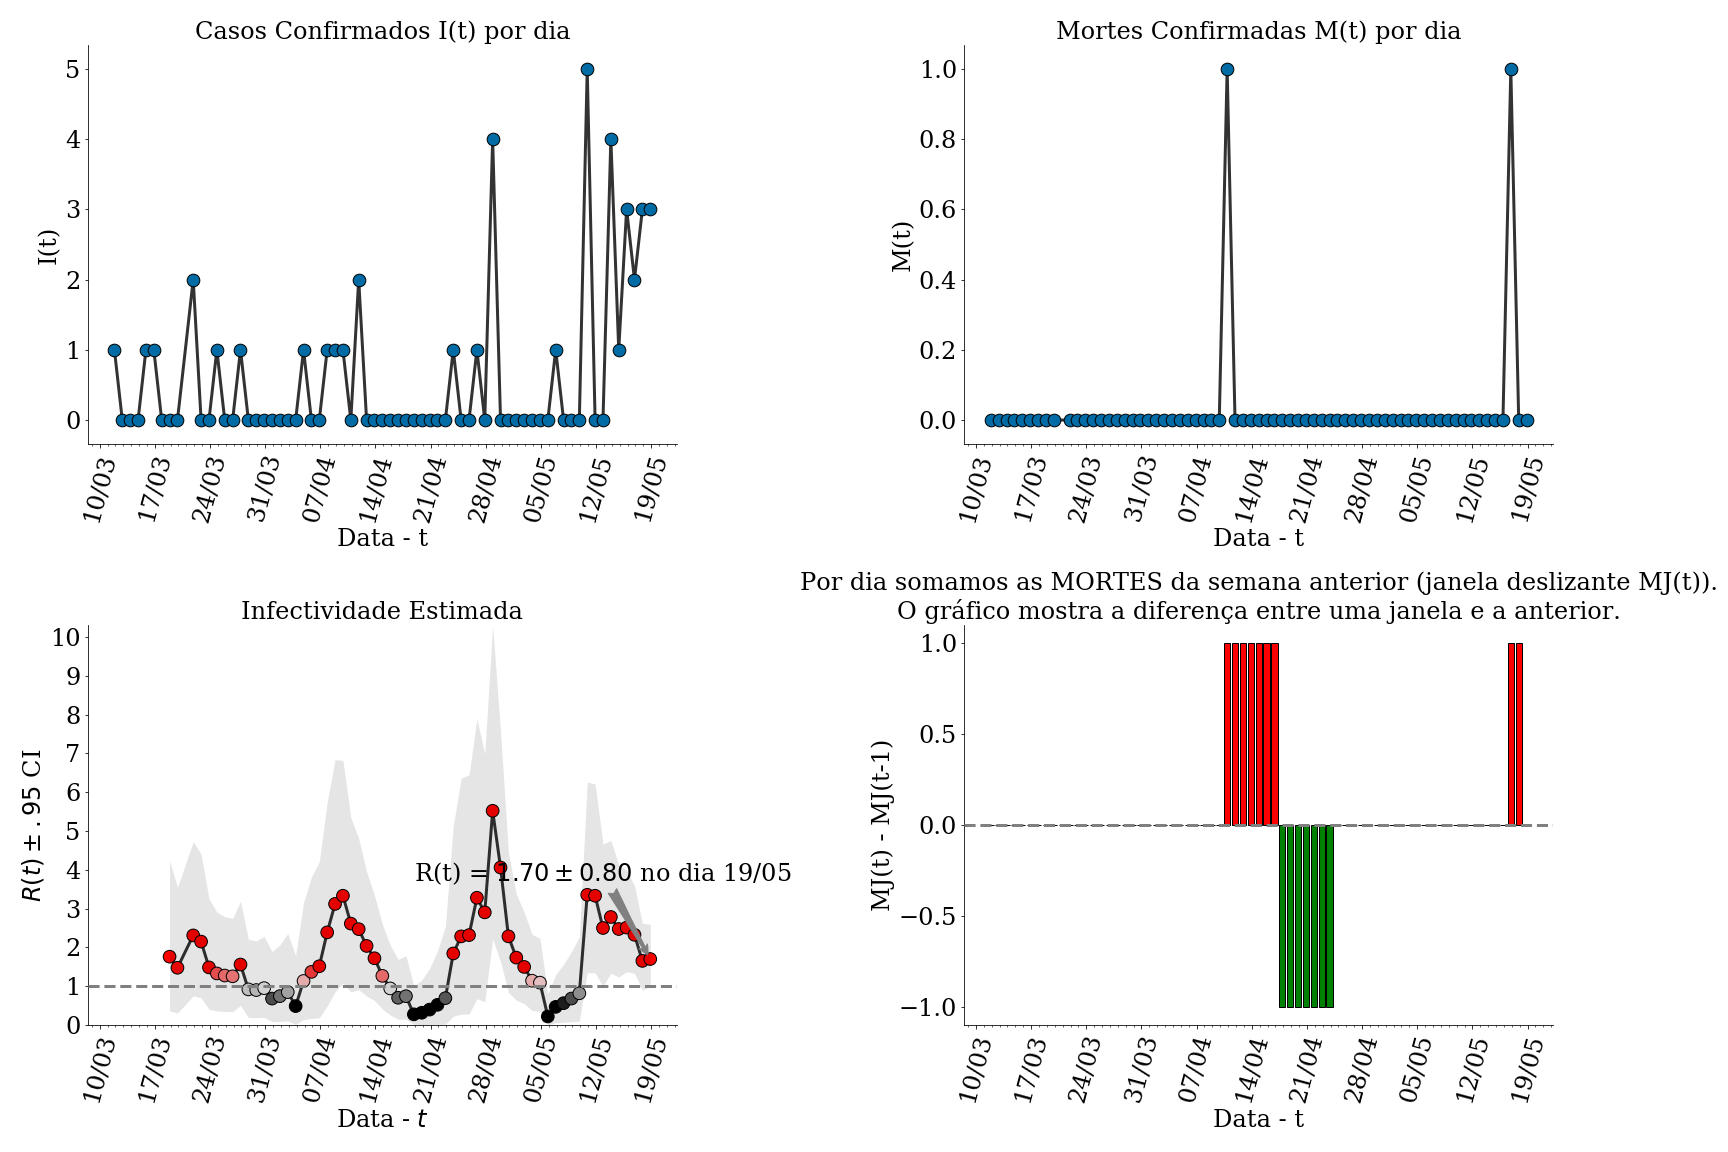 Casos Confirmados I(t) por dia
5
4
3
2
1
0
I(t)
10/03 17/03 24/03 31/03 07/04 14/04 21/04 28/04 05/05 12/05 19/05
Data - t
Mortes Confirmadas M(t) por dia
1.0
0.8
0.6
0.4
0.2
0.0
M(t)
10/03 17/03 24/03 31/03 07/04 14/04 21/04 28/04 05/05 12/05 19/05
Data - t
Infectividade Estimada
10
9
8
7
6
5
4
3
2
1
0
R(t) ± .95 CI
R(t) = 1.70 ± 0.80 no dia 19/05
10/03 17/03 24/03 31/03 07/04 14/04 21/04 28/04 05/05 12/05 19/05
Data - t
Por dia somamos as MORTES da semana anterior (janela deslizante MJ(t)).
O gráfico mostra a diferença entre uma janela e a anterior.
1.0
0.5
0.0
−0.5
−1.0
MJ(t) - MJ(t-1)
10/03 17/03 24/03 31/03 07/04 14/04 21/04 28/04 05/05 12/05 19/05
Data - t